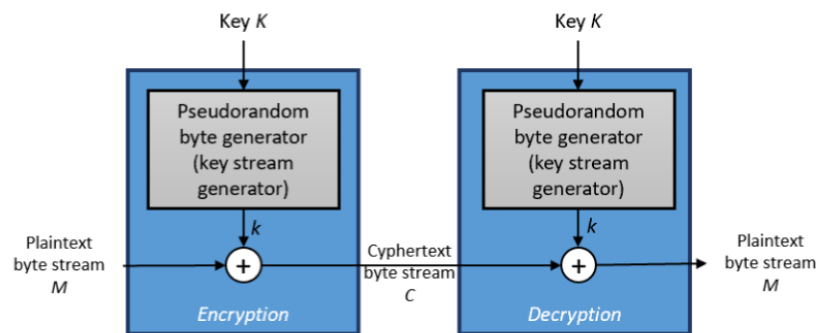 Key K
Key K
Pseudorandom
byte generator
(key stream
generator)
Pseudorandom
byte generator
(key stream
generator)
k
k
Plaintext
byte stream
M
+
Cyphertext
byte stream
C
+
Plaintext
byte stream
M
Encryption
Decryption